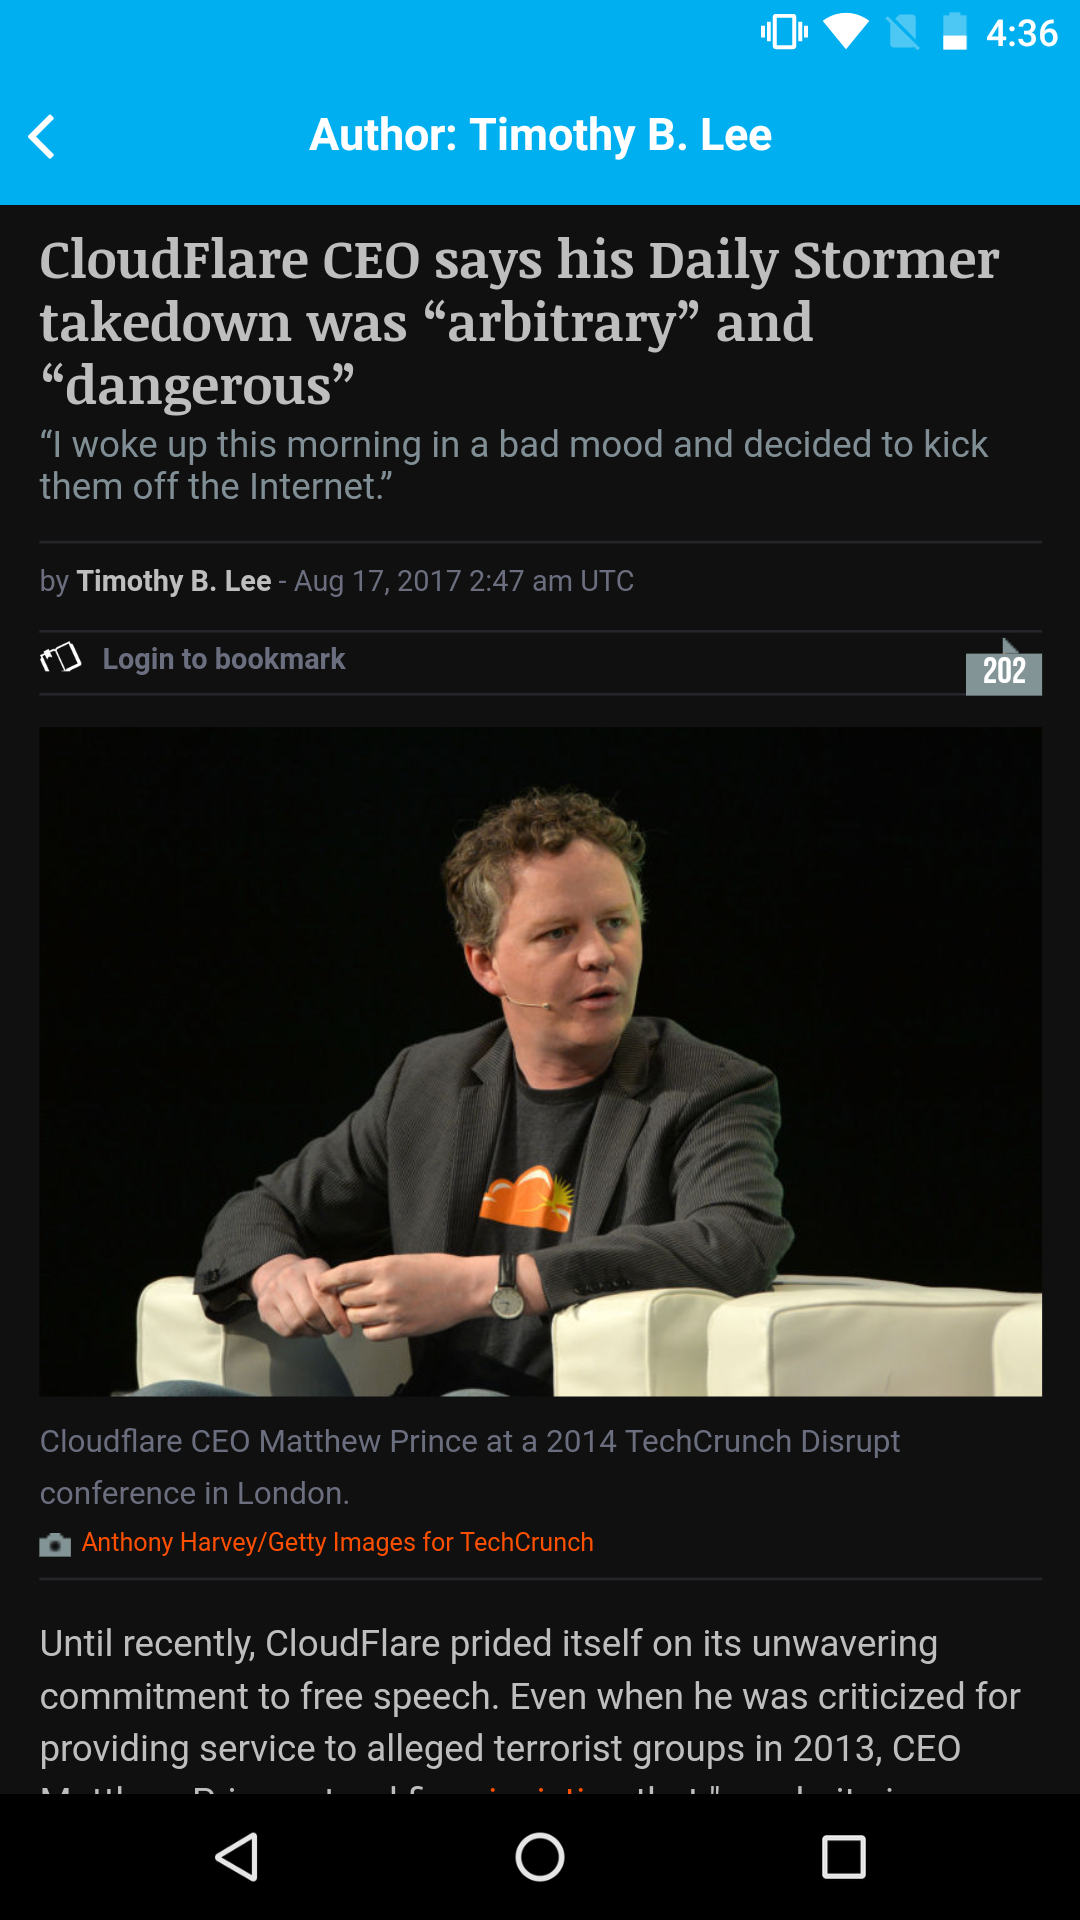 4:36
Author: Timothy B. Lee
CloudFlare CEO says his Daily Stormer
takedown was “arbitrary” and
“dangerous”
“I woke up this morning in a bad mood and decided to kick
them off the Internet.”
by Timothy B. Lee - Aug 17, 2017 2:47 am UTC
Login to bookmark
202
Cloudflare CEO Matthew Prince at a 2014 TechCrunch Disrupt
conference in London.
Anthony Harvey/Getty Images for TechCrunch
Until recently, CloudFlare prided itself on its unwavering
commitment to free speech. Even when he was criticized for
providing service to alleged terrorist groups in 2013, CEO